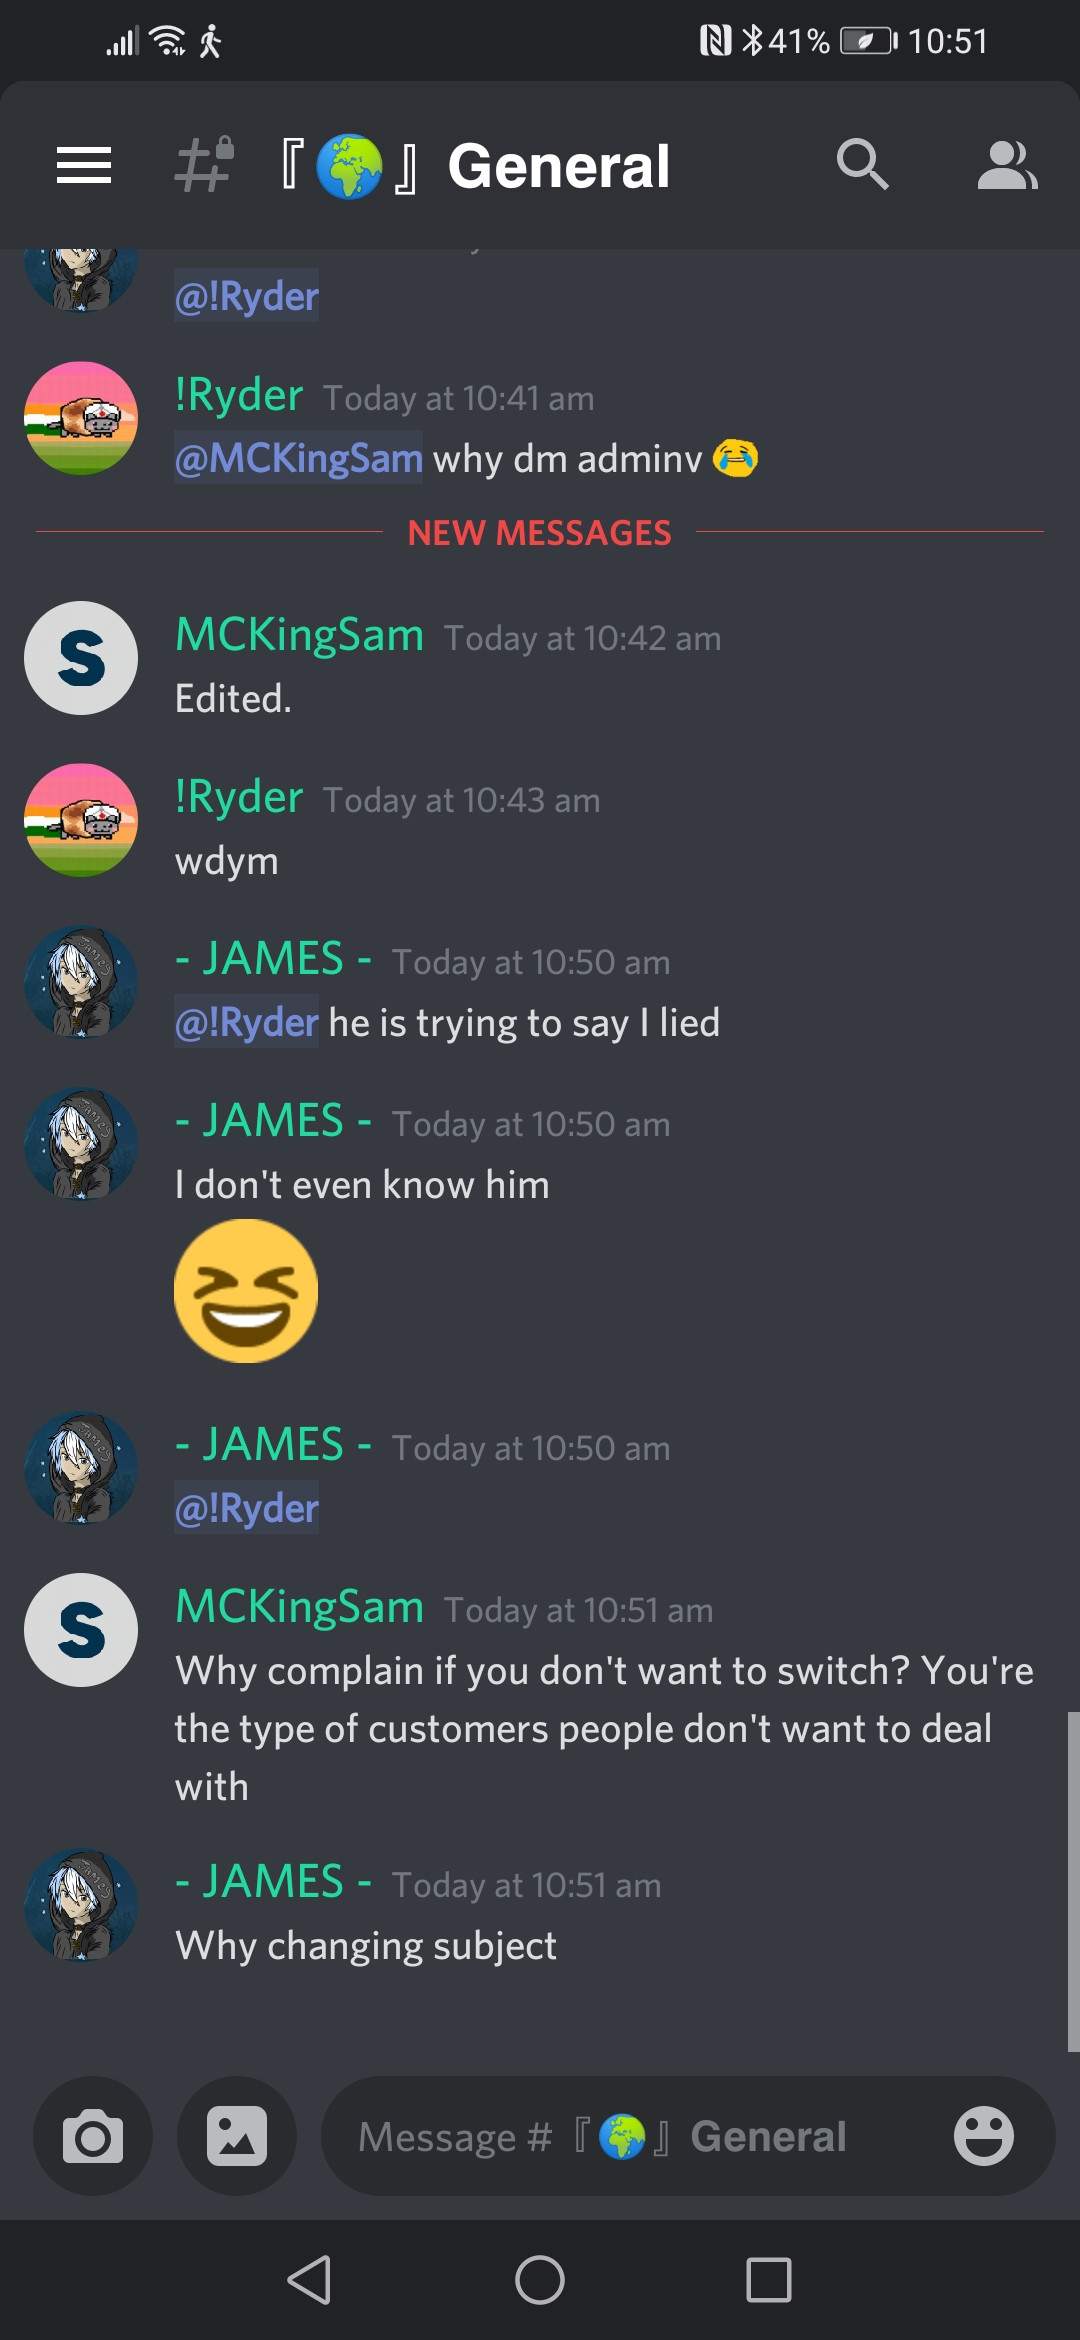 41% 10:51
#『🌍』General
@!Ryder
!Ryder Today at 10:41 am
@MCKingSam why dm adminv 😂
NEW MESSAGES
S
MCKingSam Today at 10:42 am
Edited.
!Ryder Today at 10:43 am
wdym
- JAMES - Today at 10:50 am
@!Ryder he is trying to say I lied
- JAMES - Today at 10:50 am
I don't even know him
😆
- JAMES - Today at 10:50 am
@!Ryder
S
MCKingSam Today at 10:51 am
Why complain if you don't want to switch? You're
the type of customers people don't want to deal
with
- JAMES - Today at 10:51 am
Why changing subject
Message #『🌍』General